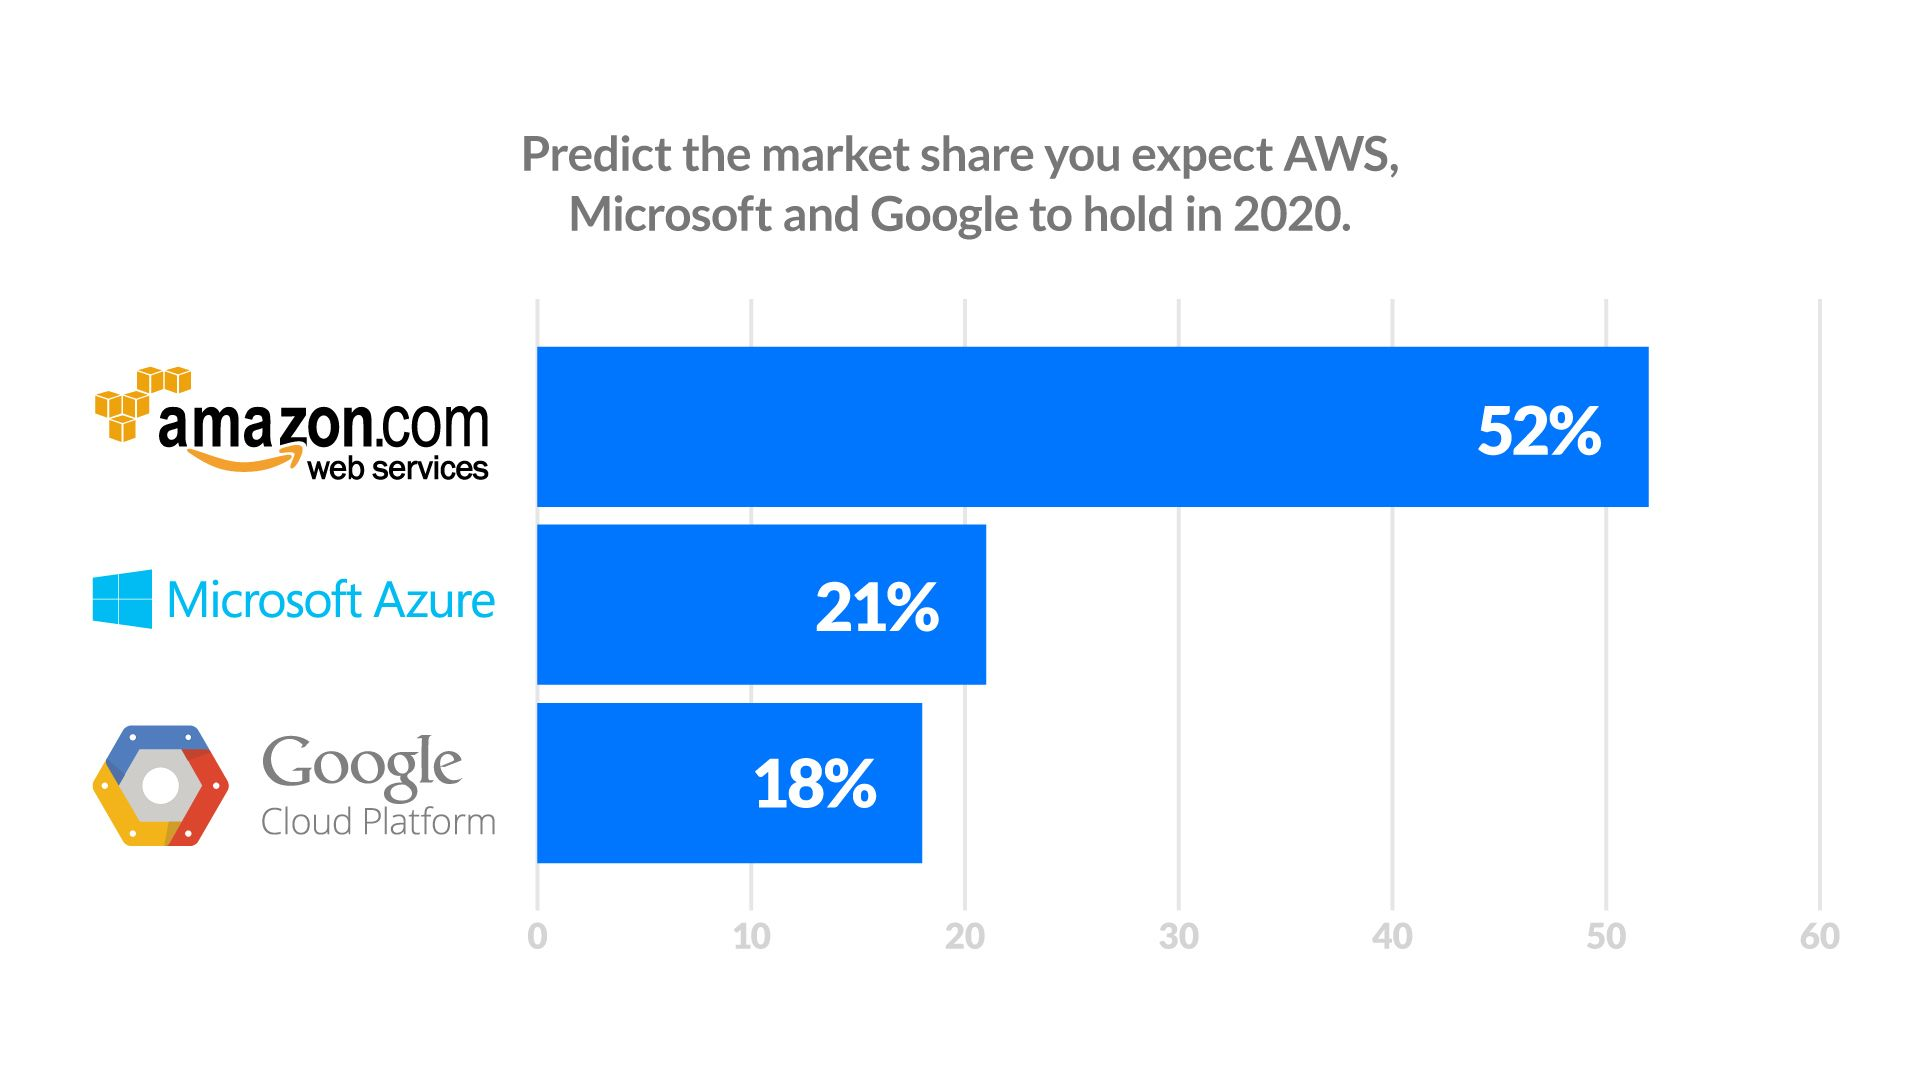 Predict the market share you expect AWS,
Microsoft and Google to hold in 2020.
amazon.com
web services
52%
Microsoft Azure
21%
Google
Cloud Platform
18%
0 10 20 30 40 50 60